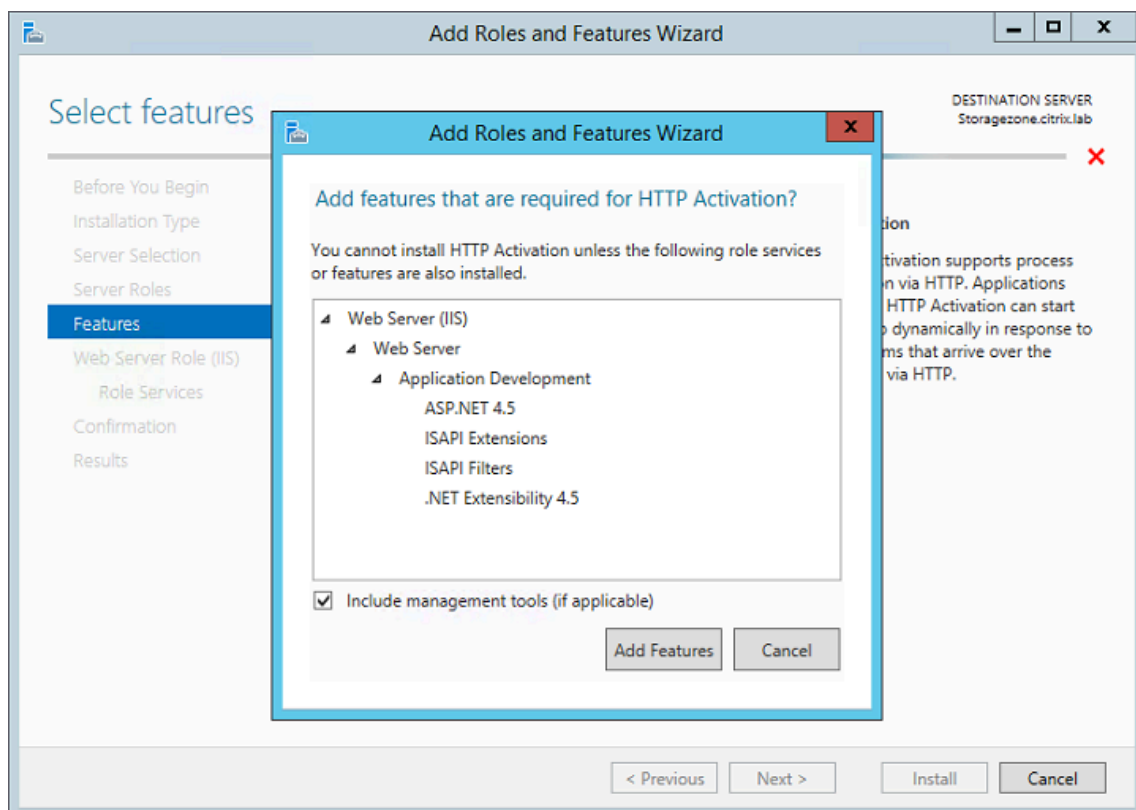 Add Roles and Features Wizard
Select features
DESTINATION SERVER
Storagezone.citrix.lab
Before You Begin
Installation Type
Server Selection
Server Roles
Features
Web Server Role (IIS)
Role Services
Confirmation
Results
Add Roles and Features Wizard
X
Add features that are required for HTTP Activation?
You cannot install HTTP Activation unless the following role services
or features are also installed.
Web Server (IIS)
Web Server
Application Development
ASP.NET 4.5
ISAPI Extensions
ISAPI Filters
.NET Extensibility 4.5
Include management tools (if applicable)
Add Features
Cancel
supports process
via HTTP. Applications
HTTP Activation can start
dynamically in response to
that arrive over the
via HTTP.
< Previous
Next >
Install
Cancel